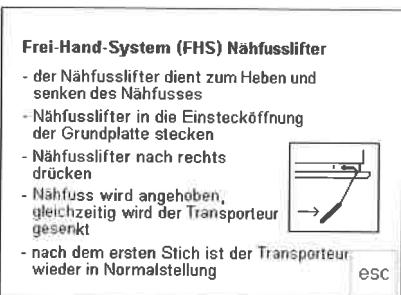 Frei-Hand-System (FHS) Nähfusslifter
- der Nähfusslifter dient zum Heben und
senken des Nähfusses
- Nähfusslifter in die Einstecköffnung
der Grundplatte stecken
- Nähfusslifter nach rechts
drücken
- Nähfuss wird angehoben,
gleichzeitig wird der Transporteur
gesenkt
- nach dem ersten Stich ist der Transporteur
wieder in Normalstellung
esc